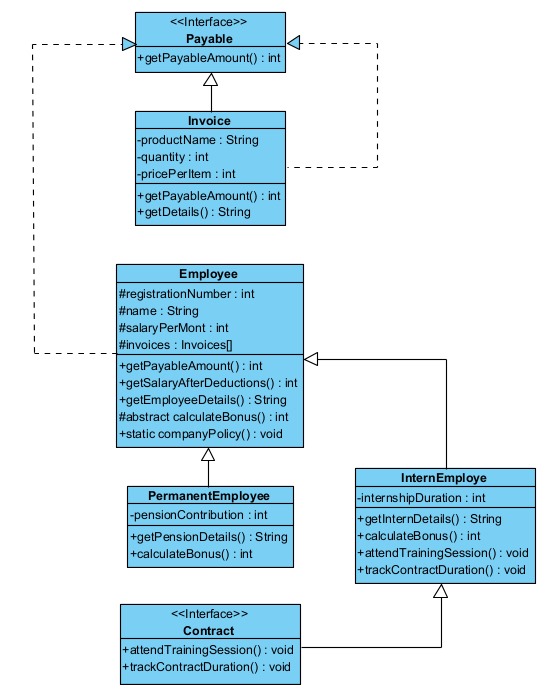 <<Interface>>
Payable
+getPayableAmount() : int
Invoice
-productName : String
-quantity : int
-pricePerItem : int
+getPayableAmount() : int
+getDetails() : String
Employee
#registrationNumber : int
#name : String
#salaryPerMont : int
#invoices : Invoices[]
+getPayableAmount() : int
+getSalaryAfterDeductions() : int
+getEmployeeDetails() : String
#abstract calculateBonus() : int
+static companyPolicy() : void
PermanentEmployee
-pensionContribution : int
+getPensionDetails() : String
+calculateBonus() : int
InternEmploye
-internshipDuration : int
+getInternDetails() : String
+calculateBonus() : int
+attendTrainingSession() : void
+trackContractDuration() : void
<<Interface>>
Contract
+attendTrainingSession() : void
+trackContractDuration() : void